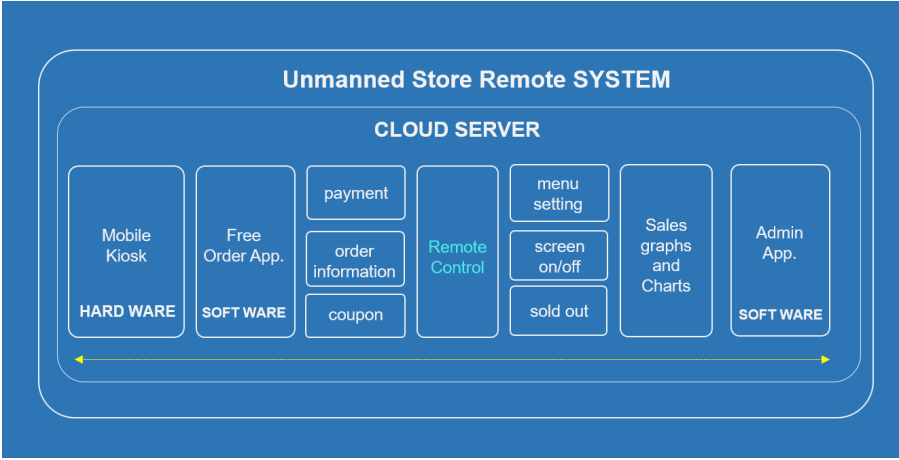 Unmanned Store Remote SYSTEM
CLOUD SERVER
Mobile
Kiosk
HARD WARE
Free
Order App.
SOFT WARE
payment
order
information
coupon
Remote
Control
menu
setting
screen
on/off
sold out
Sales
graphs
and
Charts
Admin
App.
SOFT WARE